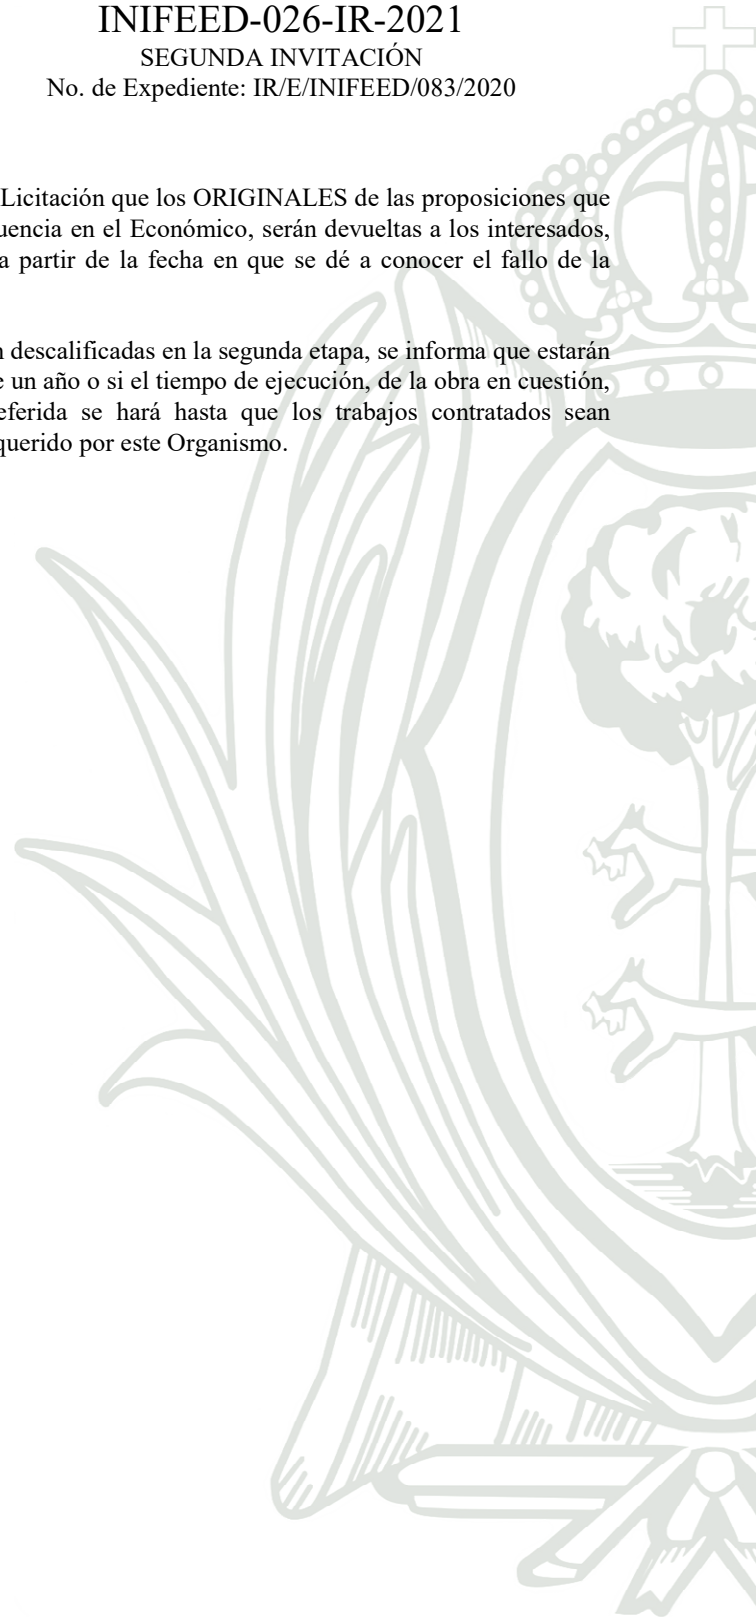 INIFEED-026-IR-2021
SEGUNDA INVITACIÓN
No. de Expediente: IR/E/INIFEED/083/2020
Licitación que los ORIGINALES de las proposiciones que
en el Económico, serán devueltas a los interesados,
a partir de la fecha en que se dé a conocer el fallo de la
descalificadas en la segunda etapa, se informa que estarán
un año o si el tiempo de ejecución, de la obra en cuestión,
se hará hasta que los trabajos contratados sean
por este Organismo.